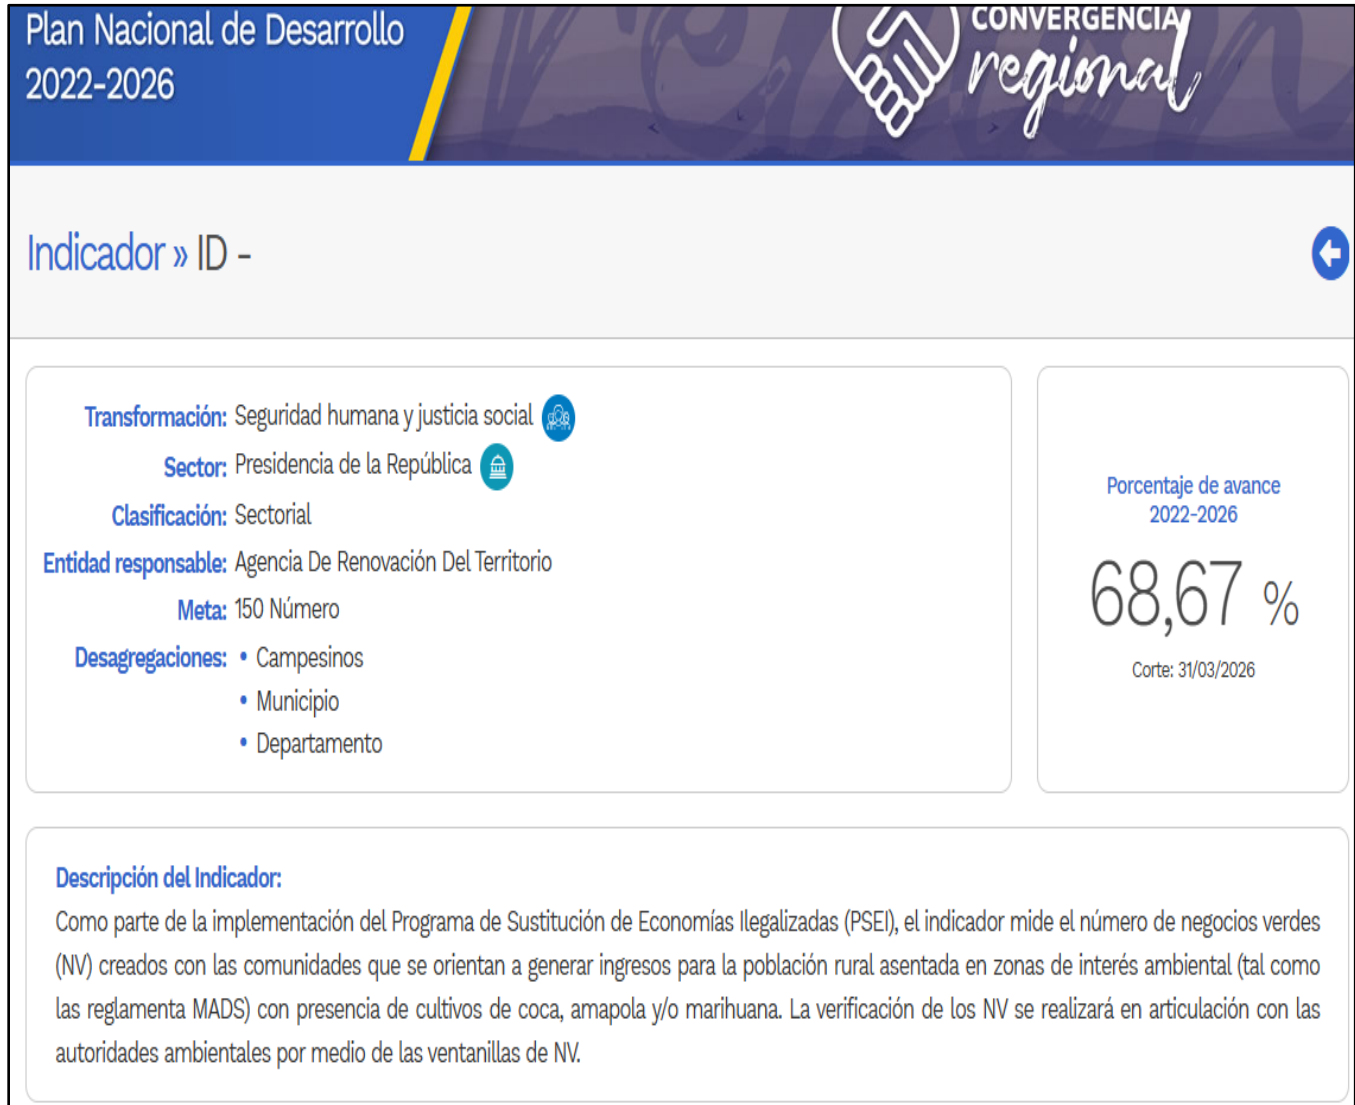 Plan Nacional de Desarrollo
2022-2026
CONVERGENCIA
regional
Indicador » ID -
Transformación: Seguridad humana y justicia social
Sector: Presidencia de la República
Clasificación: Sectorial
Entidad responsable: Agencia De Renovación Del Territorio
Meta: 150 Número
Desagregaciones: • Campesinos
• Municipio
• Departamento
Porcentaje de avance
2022-2026
68,67 %
Corte: 31/03/2026
Descripción del Indicador:
Como parte de la implementación del Programa de Sustitución de Economías Ilegalizadas (PSEI), el indicador mide el número de negocios verdes
(NV) creados con las comunidades que se orientan a generar ingresos para la población rural asentada en zonas de interés ambiental (tal como
las reglamenta MADS) con presencia de cultivos de coca, amapola y/o marihuana. La verificación de los NV se realizará en articulación con las
autoridades ambientales por medio de las ventanillas de NV.